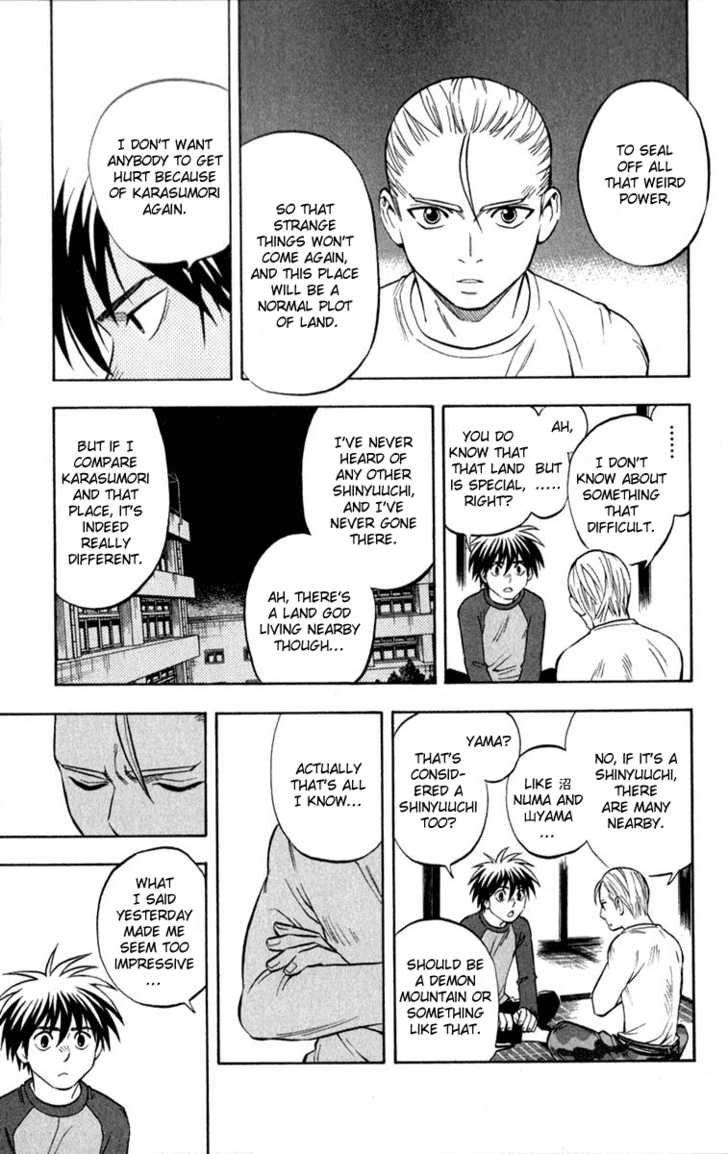 TO SEAL
OFF ALL
THAT WEIRD
POWER,
SO THAT
STRANGE
THINGS WON'T
COME AGAIN,
AND THIS PLACE
WILL BE A
NORMAL PLOT
OF LAND.
I DON'T WANT
ANYBODY TO GET
HURT BECAUSE
OF KARASUMORI
AGAIN.
......
I DON'T
KNOW ABOUT
SOMETHING
THAT
DIFFICULT.
AH,
BUT
.....
YOU DO
KNOW THAT
THAT LAND
IS SPECIAL,
RIGHT?
I'VE NEVER
HEARD OF
ANY OTHER
SHINYUUCHI,
AND I'VE
NEVER GONE
THERE.
AH, THERE'S
A LAND GOD
LIVING NEARBY
THOUGH...
BUT IF I
COMPARE
KARASUMORI
AND THAT
PLACE, IT'S
INDEED
REALLY
DIFFERENT.
NO, IF IT'S A
SHINYUUCHI,
THERE
ARE MANY
NEARBY.
LIKE 沼
NUMA AND
山YAMA
...
YAMA?
THAT'S
CONSID-
ERED A
SHINYUUCHI
TOO?
SHOULD BE
A DEMON
MOUNTAIN OR
SOMETHING
LIKE THAT.
ACTUALLY
THAT'S ALL
I KNOW...
WHAT
I SAID
YESTERDAY
MADE ME
SEEM TOO
IMPRESSIVE
...